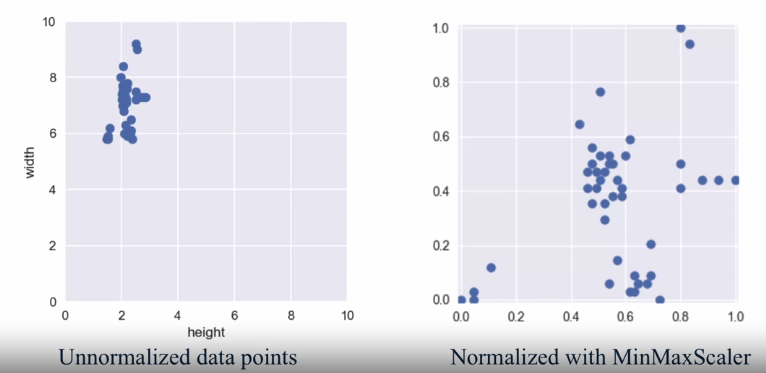 10
8
6
4
2
0
width
0 2 4 6 8 10
height
Unnormalized data points
1.0
0.8
0.6
0.4
0.2
0.0
0.0 0.2 0.4 0.6 0.8 1.0
Normalized with MinMaxScaler